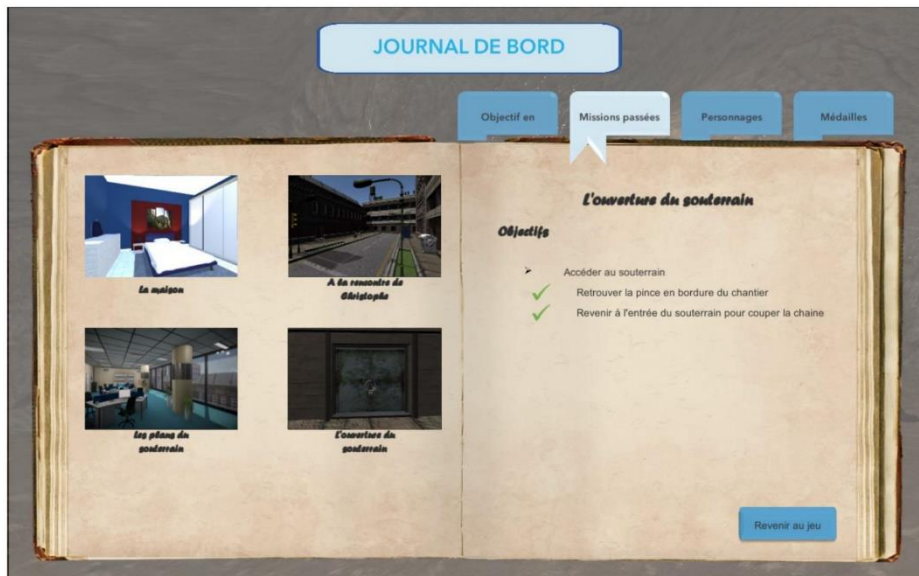 JOURNAL DE BORD
Objectif en
Missions passées
Personnages
Médailles
La maison
A la rencontre de
Christophe
Les plans du
souterrain
L'ouverture du
souterrain
L'ouverture du souterrain
Objectifs
Accéder au souterrain
Retrouver la pince en bordure du chantier
Revenir à l'entrée du souterrain pour couper la chaine
Revenir au jeu